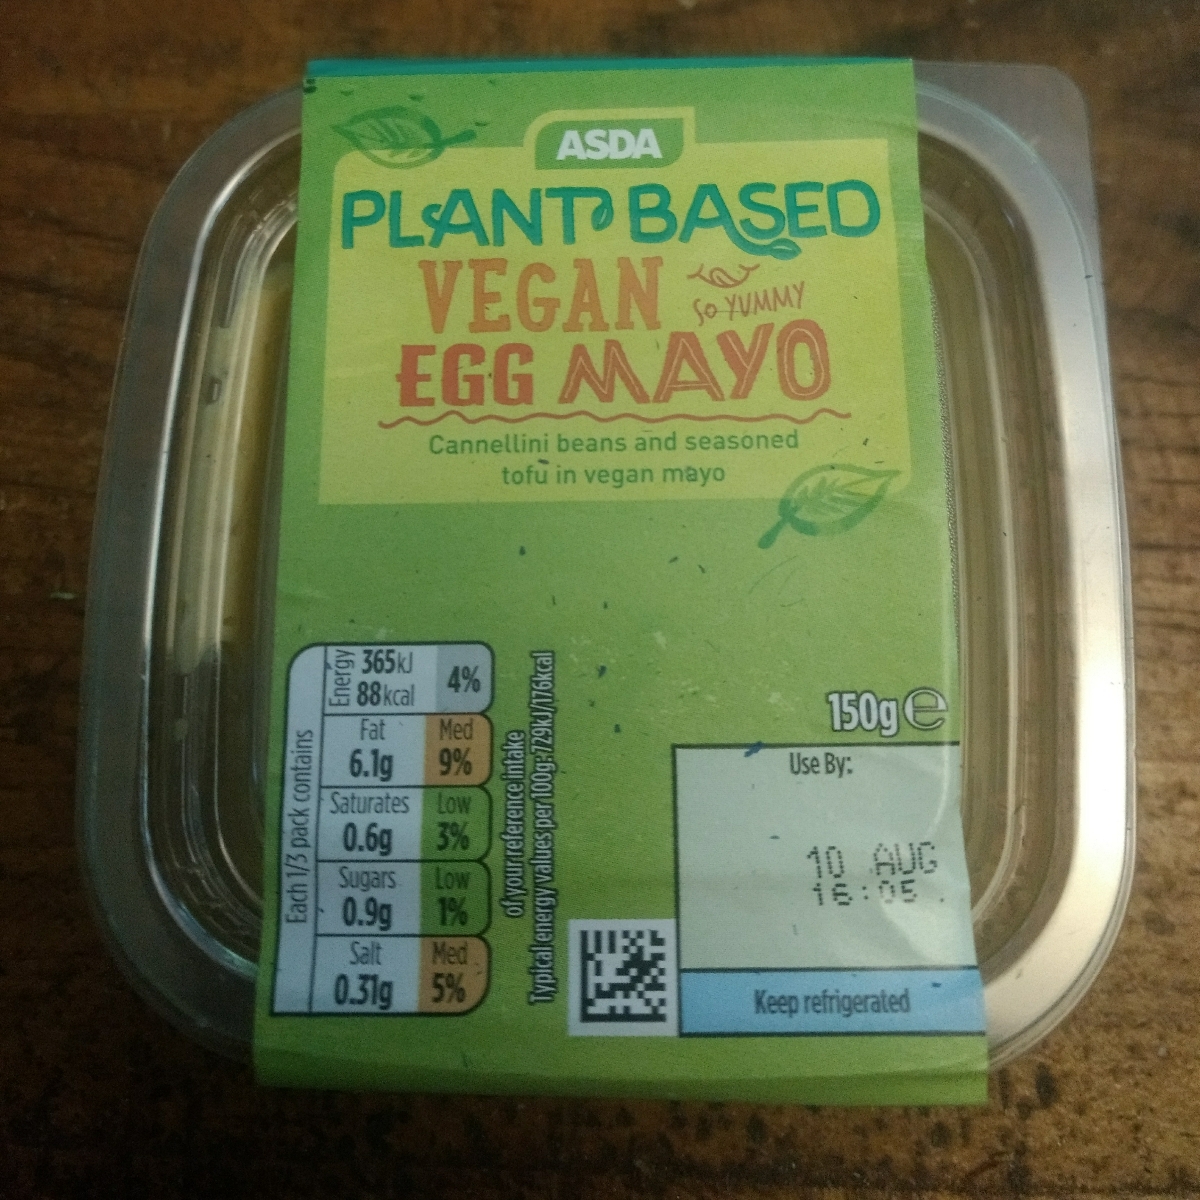 ASDA
PLANT BASED
VEGAN
SO YUMMY
EGG MAYO
Cannellini beans and seasoned
tofu in vegan mayo
Each 1/3 pack contains
Energy
365kJ
88kcal
4%
Fat
6.1g
Med
9%
Saturates
0.6g
Low
3%
Sugars
0.9g
Low
1%
Salt
0.31g
Med
5%
of your reference intake
Typical energy values per 100g: 729kJ/176kcal
150g ℮
Use By:
10 AUG
16:05
Keep refrigerated